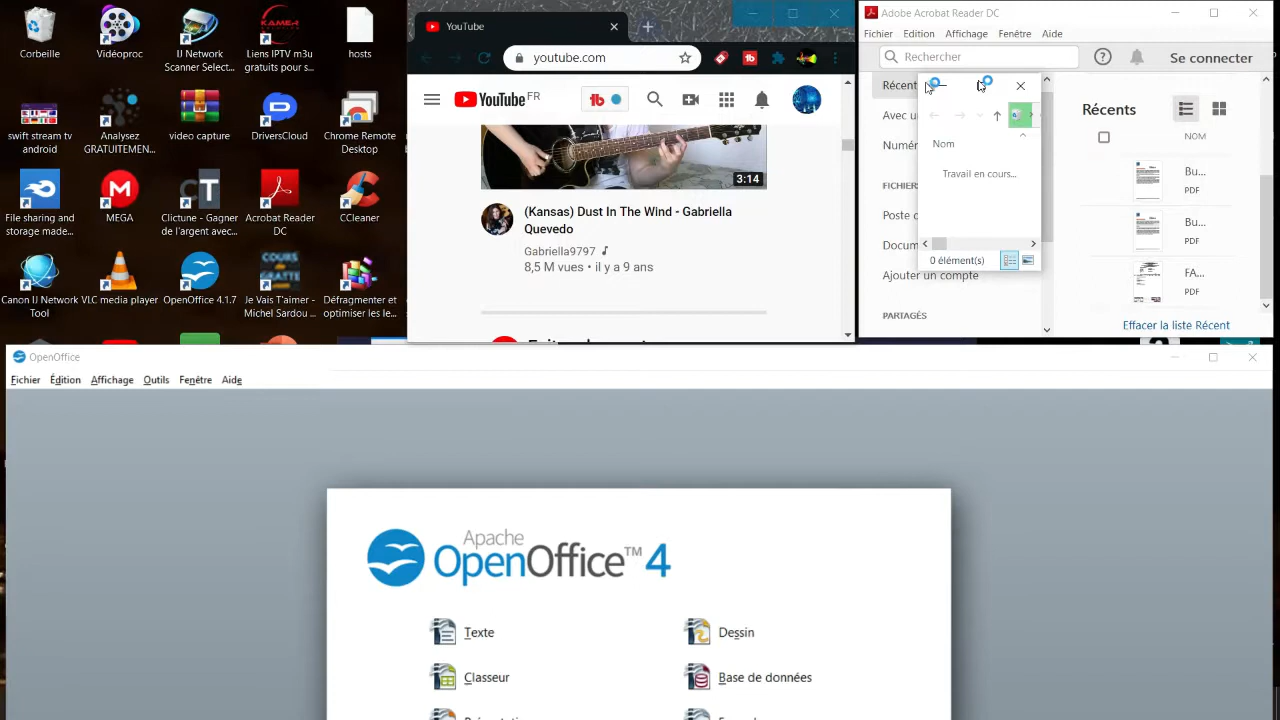 Corbeille
Vidéoproc
IJ Network
Scanner Select...
Liens IPTV m3u
gratuits pour s...
hosts
swift stream tv
android
Analysez
GRATUITEMEN...
video capture
DriversCloud
Chrome Remote
Desktop
File sharing and
storage made...
MEGA
Clictune - Gagner
de l'argent avec...
Acrobat Reader
DC
CCleaner
Canon IJ Network
Tool
VLC media player
OpenOffice 4.1.7
Je Vais T'aimer -
Michel Sardou ...
Défragmenter et
optimiser les le...
YouTube
youtube.com
YouTube FR
3:14
(Kansas) Dust In The Wind - Gabriella
Quevedo
Gabriella9797
8,5 M vues • il y a 9 ans
Adobe Acrobat Reader DC
Fichier Edition Affichage Fenêtre Aide
Rechercher
Se connecter
Récent
Avec u
Numér
FICHIER
Poste d
Docum
Ajouter un compte
PARTAGÉS
Nom
Travail en cours...
0 élément(s)
Récents
NOM
Bu...
PDF
Bu...
PDF
FA...
PDF
Effacer la liste Récent
OpenOffice
Fichier Édition Affichage Outils Fenêtre Aide
Apache
OpenOffice™ 4
Texte
Dessin
Classeur
Base de données